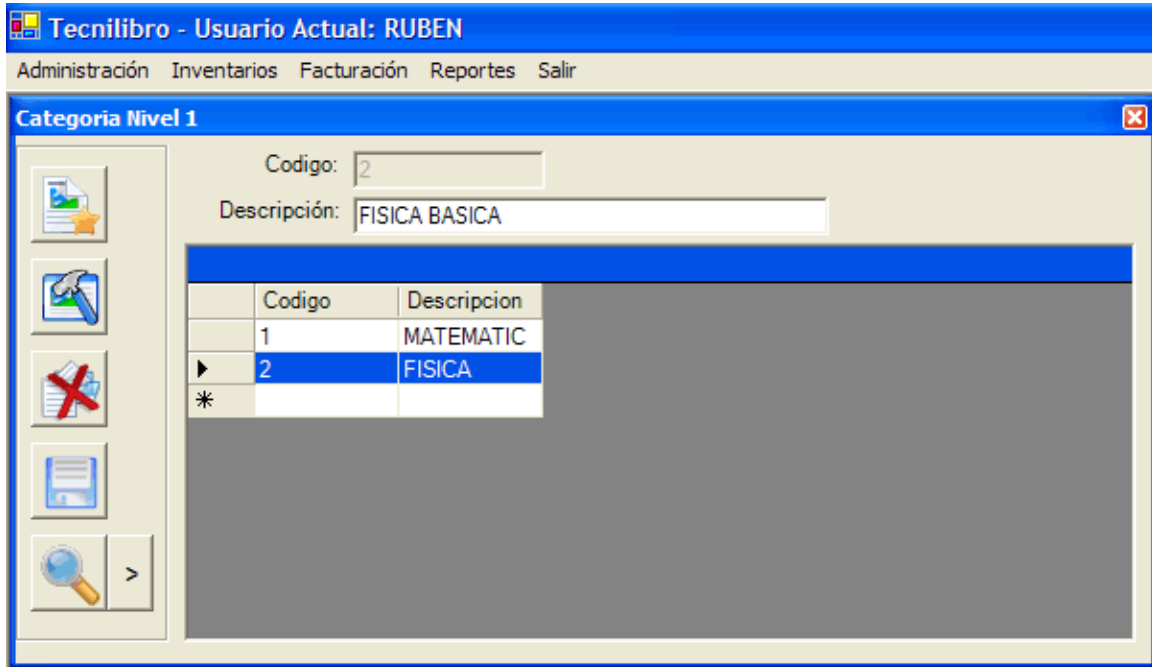 Tecnilibro - Usuario Actual: RUBEN
Administración Inventarios Facturación Reportes Salir
Categoria Nivel 1
Codigo: 2
Descripción: FISICA BASICA
Codigo Descripcion
1 MATEMATIC
2 FISICA
>